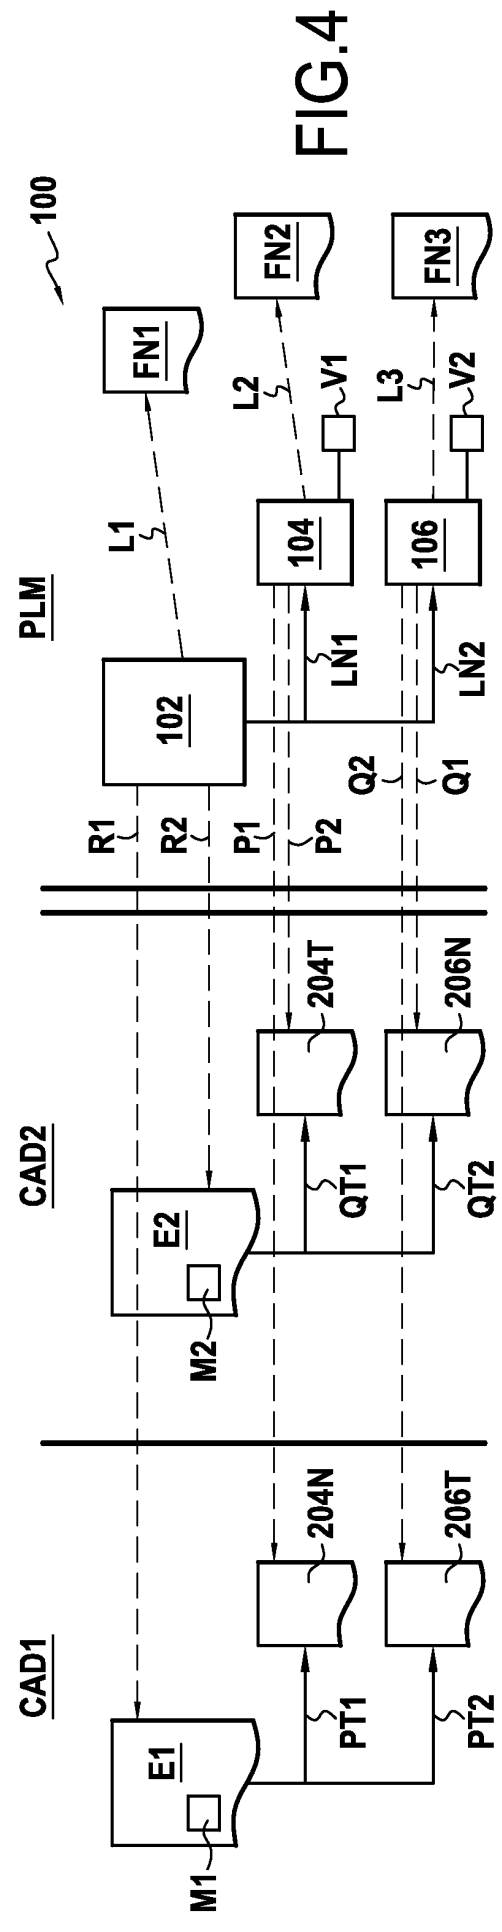 FIG.4
100
PLM
CAD2
CAD1
FN1
L1
102
R1
R2
E2
M2
E1
M1
FN2
L2
V1
104
LN1
P1
P2
204T
QT1
204N
PT1
FN3
L3
V2
106
LN2
Q2
Q1
206N
QT2
206T
PT2